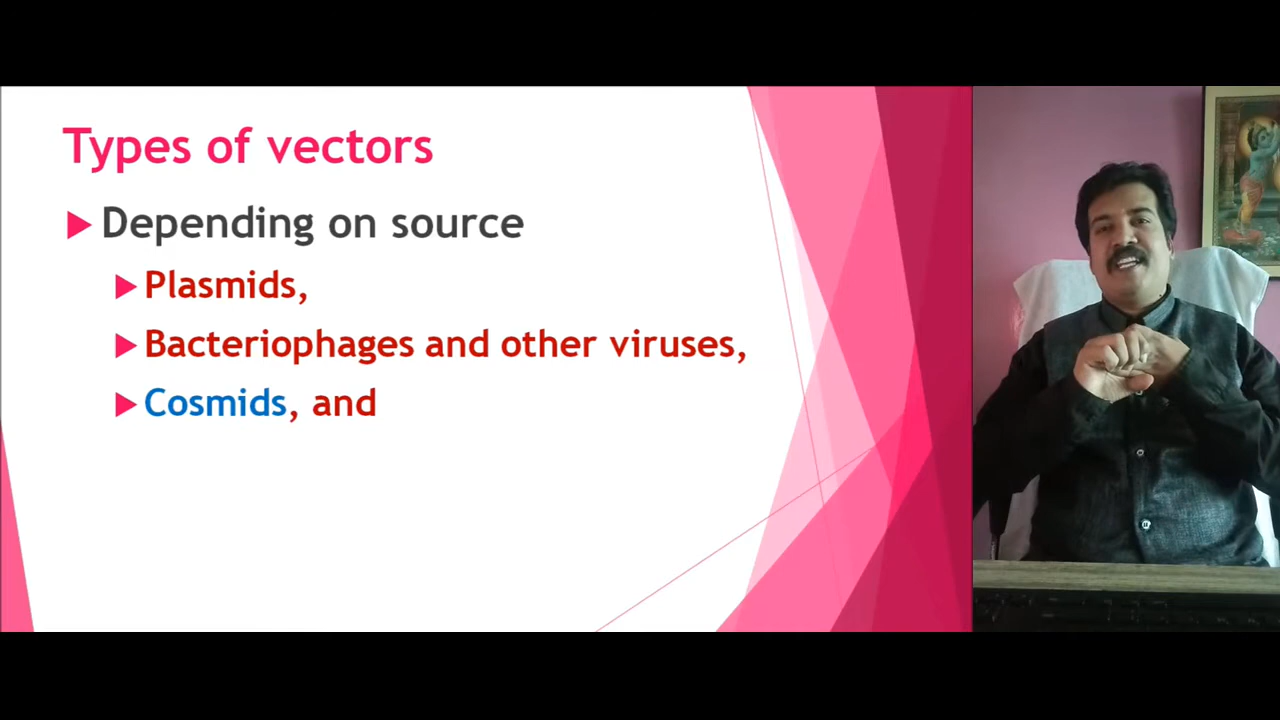 Types of vectors
Depending on source
Plasmids,
Bacteriophages and other viruses,
Cosmids, and